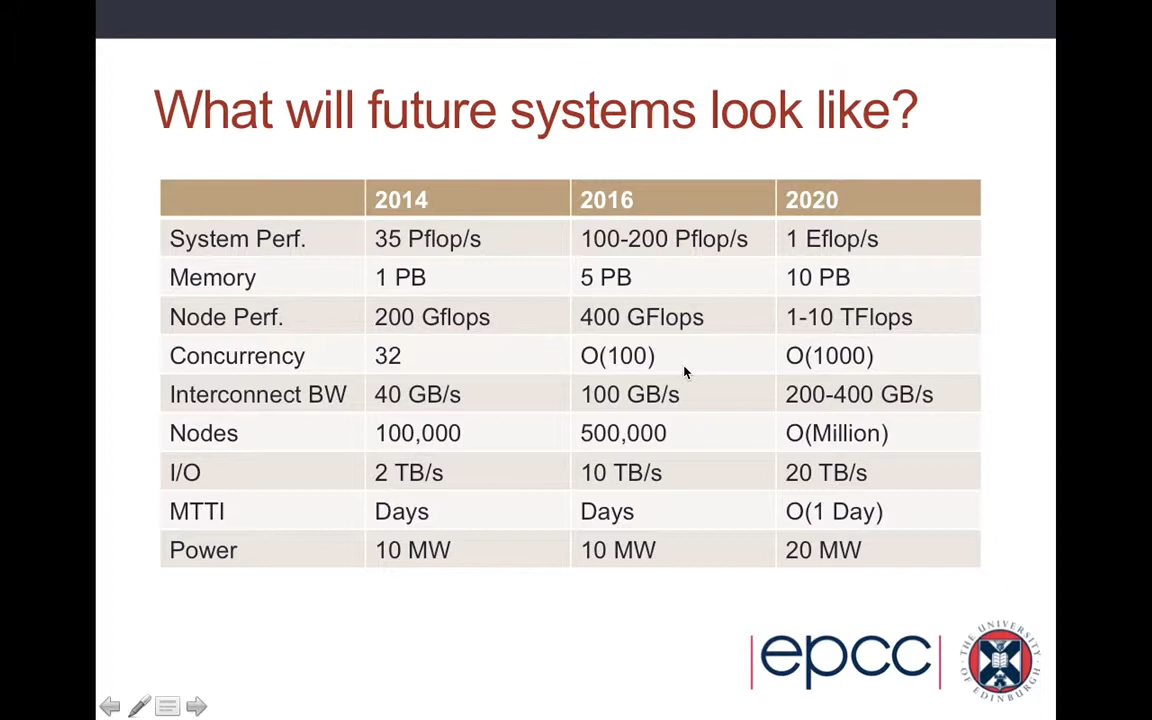 What will future systems look like?
2014 2016 2020
System Perf. 35 Pflop/s 100-200 Pflop/s 1 Eflop/s
Memory 1 PB 5 PB 10 PB
Node Perf. 200 Gflops 400 GFlops 1-10 TFlops
Concurrency 32 O(100) O(1000)
Interconnect BW 40 GB/s 100 GB/s 200-400 GB/s
Nodes 100,000 500,000 O(Million)
I/O 2 TB/s 10 TB/s 20 TB/s
MTTI Days Days O(1 Day)
Power 10 MW 10 MW 20 MW
epcc
THE UNIVERSITY OF EDINBURGH